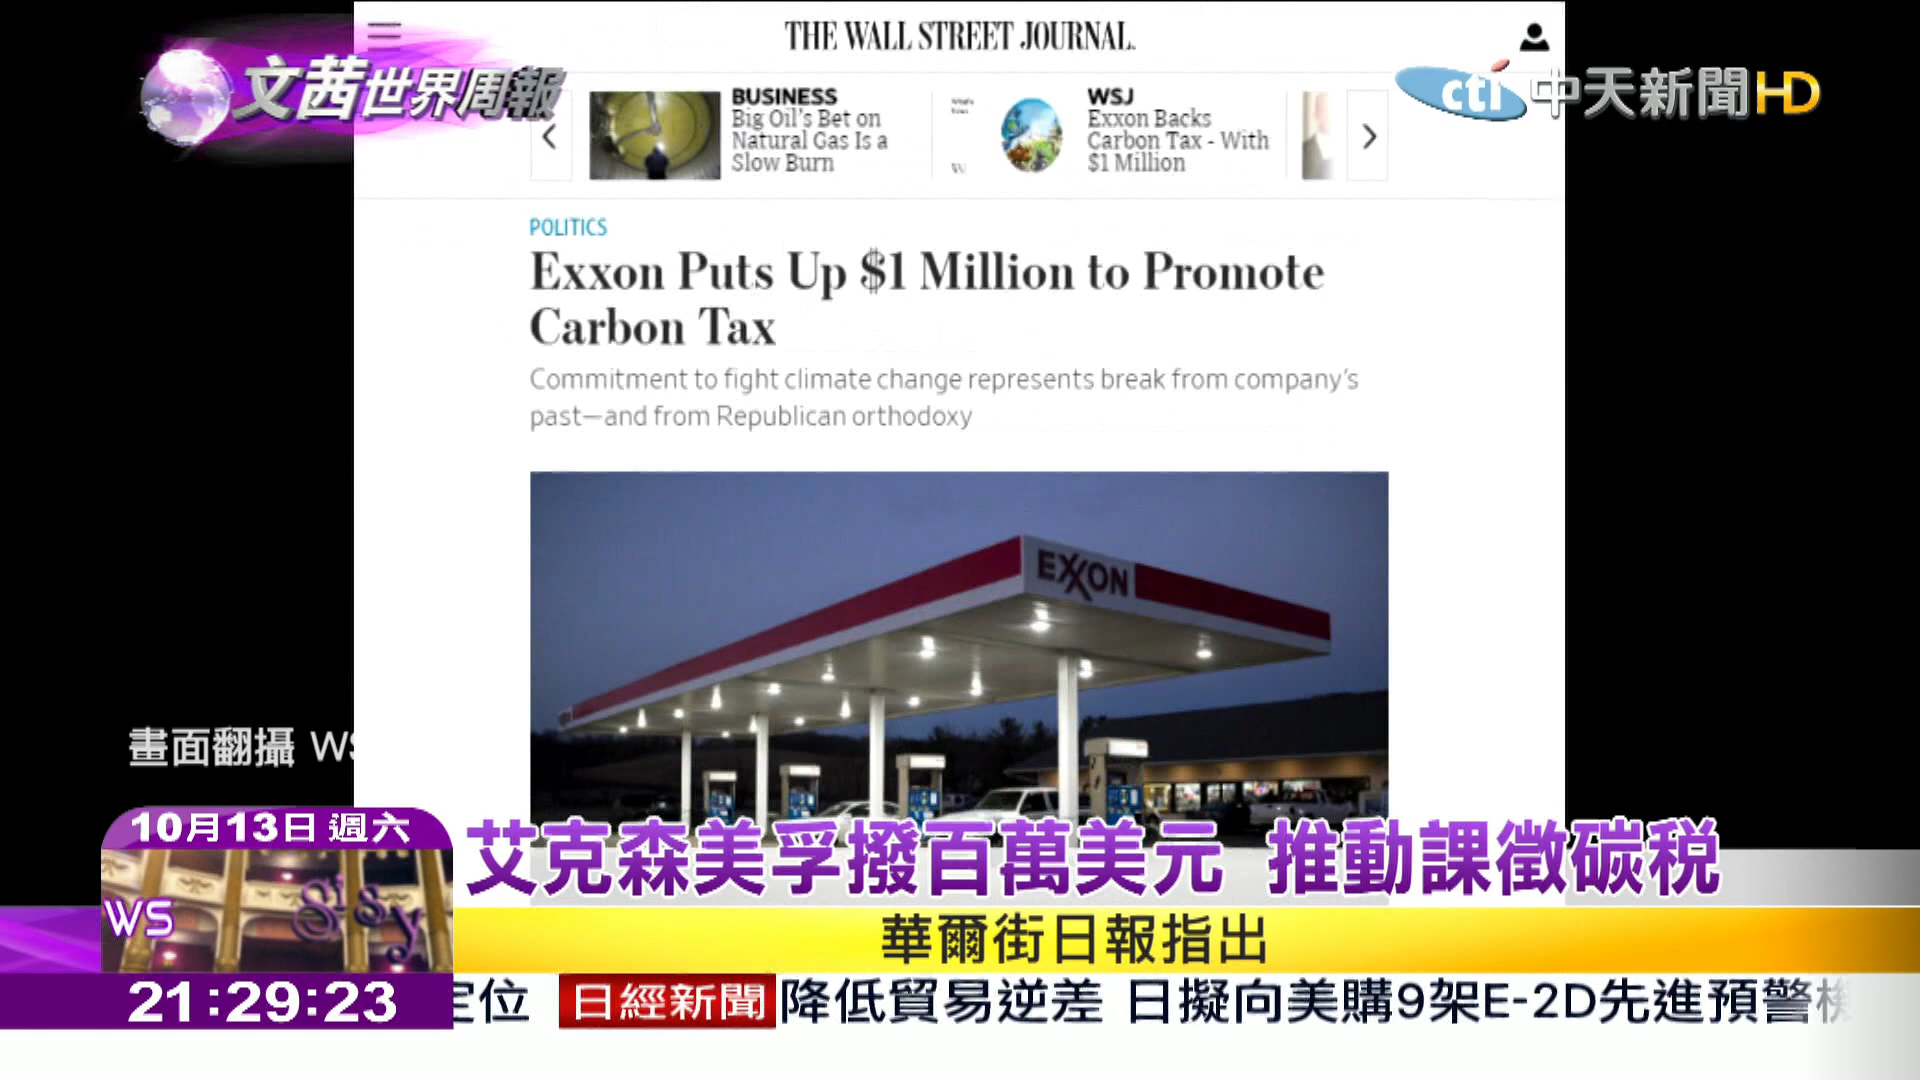 THE WALL STREET JOURNAL.
文茜世界周報
cti 中天新聞HD
BUSINESS
Big Oil's Bet on
Natural Gas Is a
Slow Burn
WSJ
Exxon Backs
Carbon Tax - With
$1 Million
POLITICS
Exxon Puts Up $1 Million to Promote
Carbon Tax
Commitment to fight climate change represents break from company's
past—and from Republican orthodoxy
EXXON
畫面翻攝 WS
10月13日 週六
艾克森美孚撥百萬美元 推動課徵碳税
WS
Sisy
華爾街日報指出
21:29:23
定位 日經新聞 降低貿易逆差 日擬向美購9架E-2D先進預警機